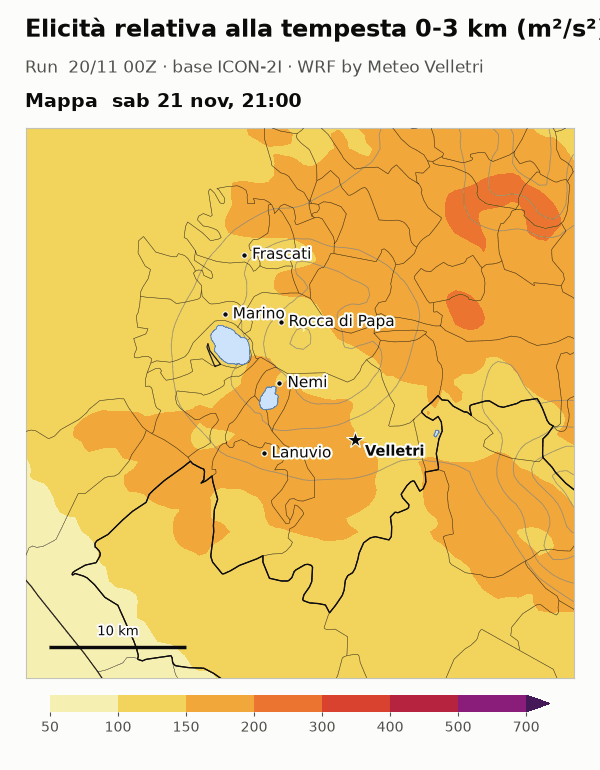 Elicità relativa alla tempesta 0-3 km (m²/s²)
Run 20/11 00Z · base ICON-2I · WRF by Meteo Velletri
Mappa sab 21 nov, 21:00
Frascati
Marino
Rocca di Papa
Nemi
Velletri
Lanuvio
10 km
50 100 150 200 300 400 500 700